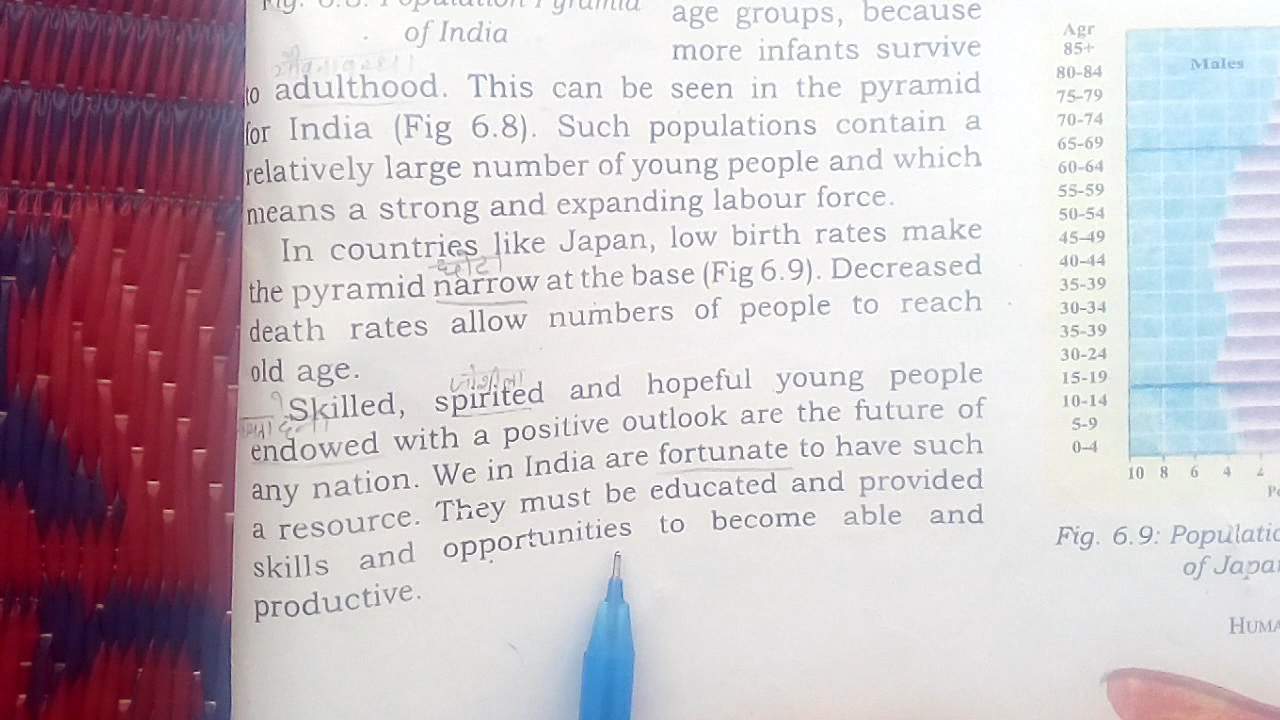 Population Pyramid
of India
age groups, because
more infants survive
to adulthood. This can be seen in the pyramid
for India (Fig 6.8). Such populations contain a
relatively large number of young people and which
means a strong and expanding labour force.
In countries like Japan, low birth rates make
the pyramid narrow at the base (Fig 6.9). Decreased
death rates allow numbers of people to reach
old age.
Skilled, spirited and hopeful young people
endowed with a positive outlook are the future of
any nation. We in India are fortunate to have such
a resource. They must be educated and provided
skills and opportunities to become able and
productive.
Agr
85+
80-84
75-79
70-74
65-69
60-64
55-59
50-54
45-49
40-44
35-39
30-34
35-39
30-24
15-19
10-14
5-9
0-4
Males
10 8 6 4
Fig. 6.9:
of